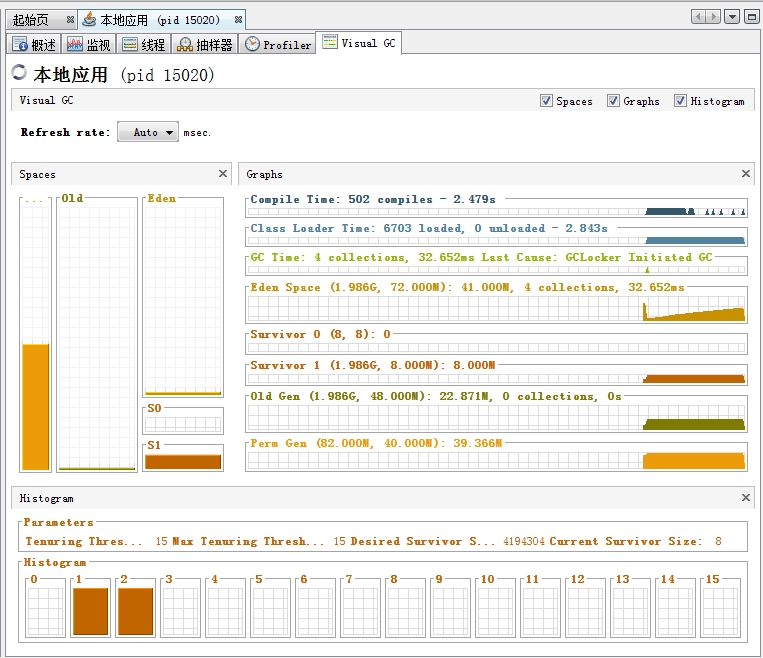 起始页 本地应用 (pid 15020)
概述 监视 线程 抽样器 Profiler Visual GC
本地应用 (pid 15020)
Visual GC Spaces Graphs Histogram
Refresh rate: Auto msec.
Spaces
... Old Eden
S0
S1
Graphs
Compile Time: 502 compiles - 2.479s
Class Loader Time: 6703 loaded, 0 unloaded - 2.843s
GC Time: 4 collections, 32.652ms Last Cause: GCLocker Initiated GC
Eden Space (1.986G, 72.000M): 41.000M, 4 collections, 32.652ms
Survivor 0 (8, 8): 0
Survivor 1 (1.986G, 8.000M): 8.000M
Old Gen (1.986G, 48.000M): 22.871M, 0 collections, 0s
Perm Gen (82.000M, 40.000M): 39.366M
Histogram
Parameters
Tenuring Thres... 15 Max Tenuring Thresh... 15 Desired Survivor S... 4194304 Current Survivor Size: 8
Histogram
0 1 2 3 4 5 6 7 8 9 10 11 12 13 14 15